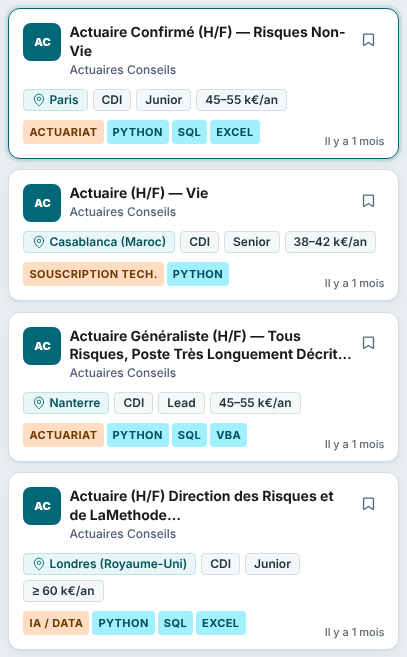 AC
Actuaire Confirmé (H/F) — Risques Non-
Vie
Actuaires Conseils
Paris CDI Junior 45–55 k€/an
ACTUARIAT PYTHON SQL EXCEL
Il y a 1 mois
AC
Actuaire (H/F) — Vie
Actuaires Conseils
Casablanca (Maroc) CDI Senior 38–42 k€/an
SOUSCRIPTION TECH. PYTHON
Il y a 1 mois
AC
Actuaire Généraliste (H/F) — Tous
Risques, Poste Très Longuement Décrit…
Actuaires Conseils
Nanterre CDI Lead 45–55 k€/an
ACTUARIAT PYTHON SQL VBA
Il y a 1 mois
AC
Actuaire (H/F) Direction des Risques et
de LaMethode…
Actuaires Conseils
Londres (Royaume-Uni) CDI Junior
≥ 60 k€/an
IA / DATA PYTHON SQL EXCEL
Il y a 1 mois